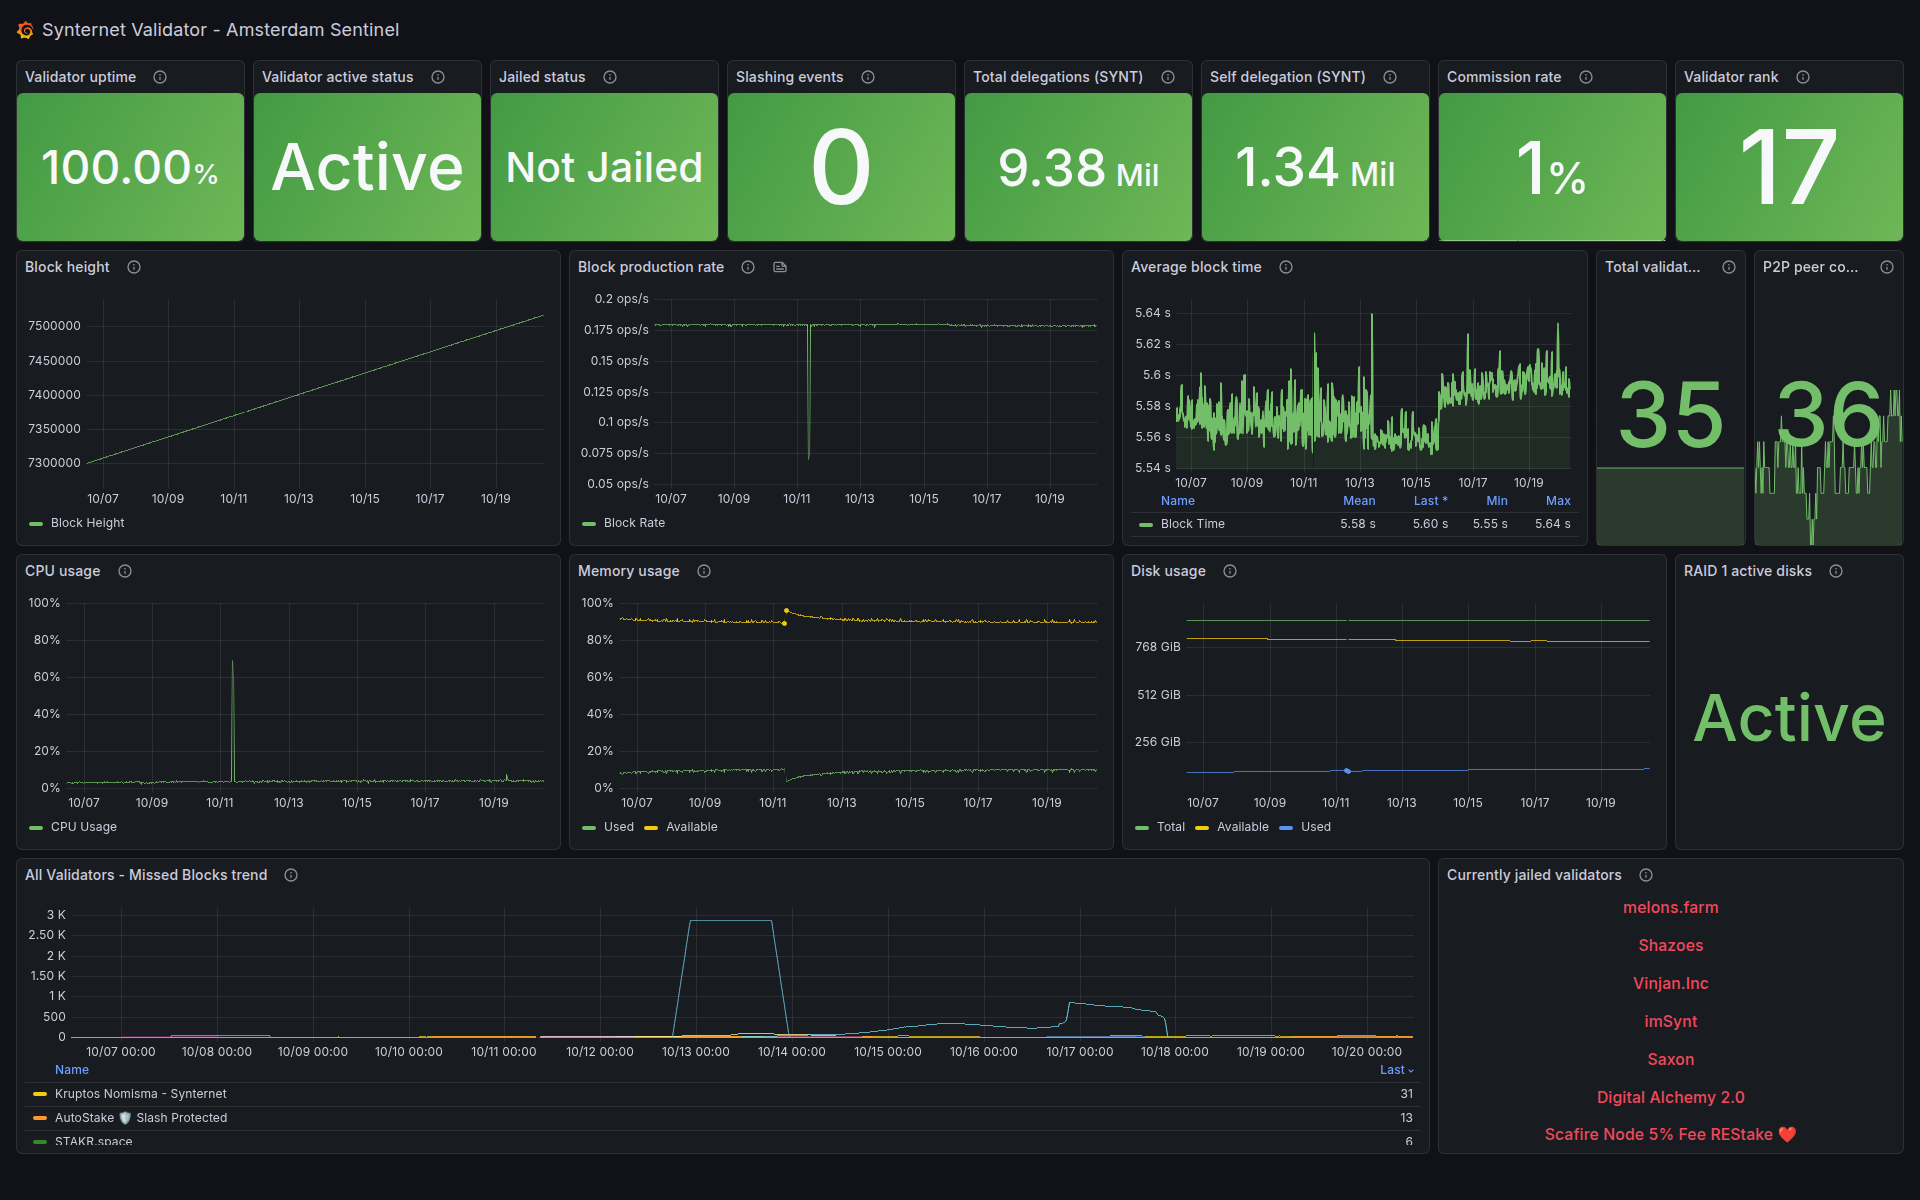 Synternet Validator - Amsterdam Sentinel
Validator uptime
100.00%
Validator active status
Active
Jailed status
Not Jailed
Slashing events
0
Total delegations (SYNT)
9.38 Mil
Self delegation (SYNT)
1.34 Mil
Commission rate
1%
Validator rank
17
Block height
7500000
7450000
7400000
7350000
7300000
10/07 10/09 10/11 10/13 10/15 10/17 10/19
Block Height
Block production rate
0.2 ops/s
0.175 ops/s
0.15 ops/s
0.125 ops/s
0.1 ops/s
0.075 ops/s
0.05 ops/s
10/07 10/09 10/11 10/13 10/15 10/17 10/19
Block Rate
Average block time
5.64 s
5.62 s
5.6 s
5.58 s
5.56 s
5.54 s
10/07 10/09 10/11 10/13 10/15 10/17 10/19
Name Mean Last * Min Max
Block Time 5.58 s 5.60 s 5.55 s 5.64 s
Total validat...
35
P2P peer co...
36
CPU usage
100%
80%
60%
40%
20%
0%
10/07 10/09 10/11 10/13 10/15 10/17 10/19
CPU Usage
Memory usage
100%
80%
60%
40%
20%
0%
10/07 10/09 10/11 10/13 10/15 10/17 10/19
Used Available
Disk usage
768 GiB
512 GiB
256 GiB
10/07 10/09 10/11 10/13 10/15 10/17 10/19
Total Available Used
RAID 1 active disks
Active
All Validators - Missed Blocks trend
3 K
2.50 K
2 K
1.50 K
1 K
500
0
10/07 00:00 10/08 00:00 10/09 00:00 10/10 00:00 10/11 00:00 10/12 00:00 10/13 00:00 10/14 00:00 10/15 00:00 10/16 00:00 10/17 00:00 10/18 00:00 10/19 00:00 10/20 00:00
Name Last
Kruptos Nomisma - Synternet 31
AutoStake 🛡️ Slash Protected 13
STAKR.space 6
Currently jailed validators
melons.farm
Shazoes
Vinjan.Inc
imSynt
Saxon
Digital Alchemy 2.0
Scafire Node 5% Fee REStake ❤️